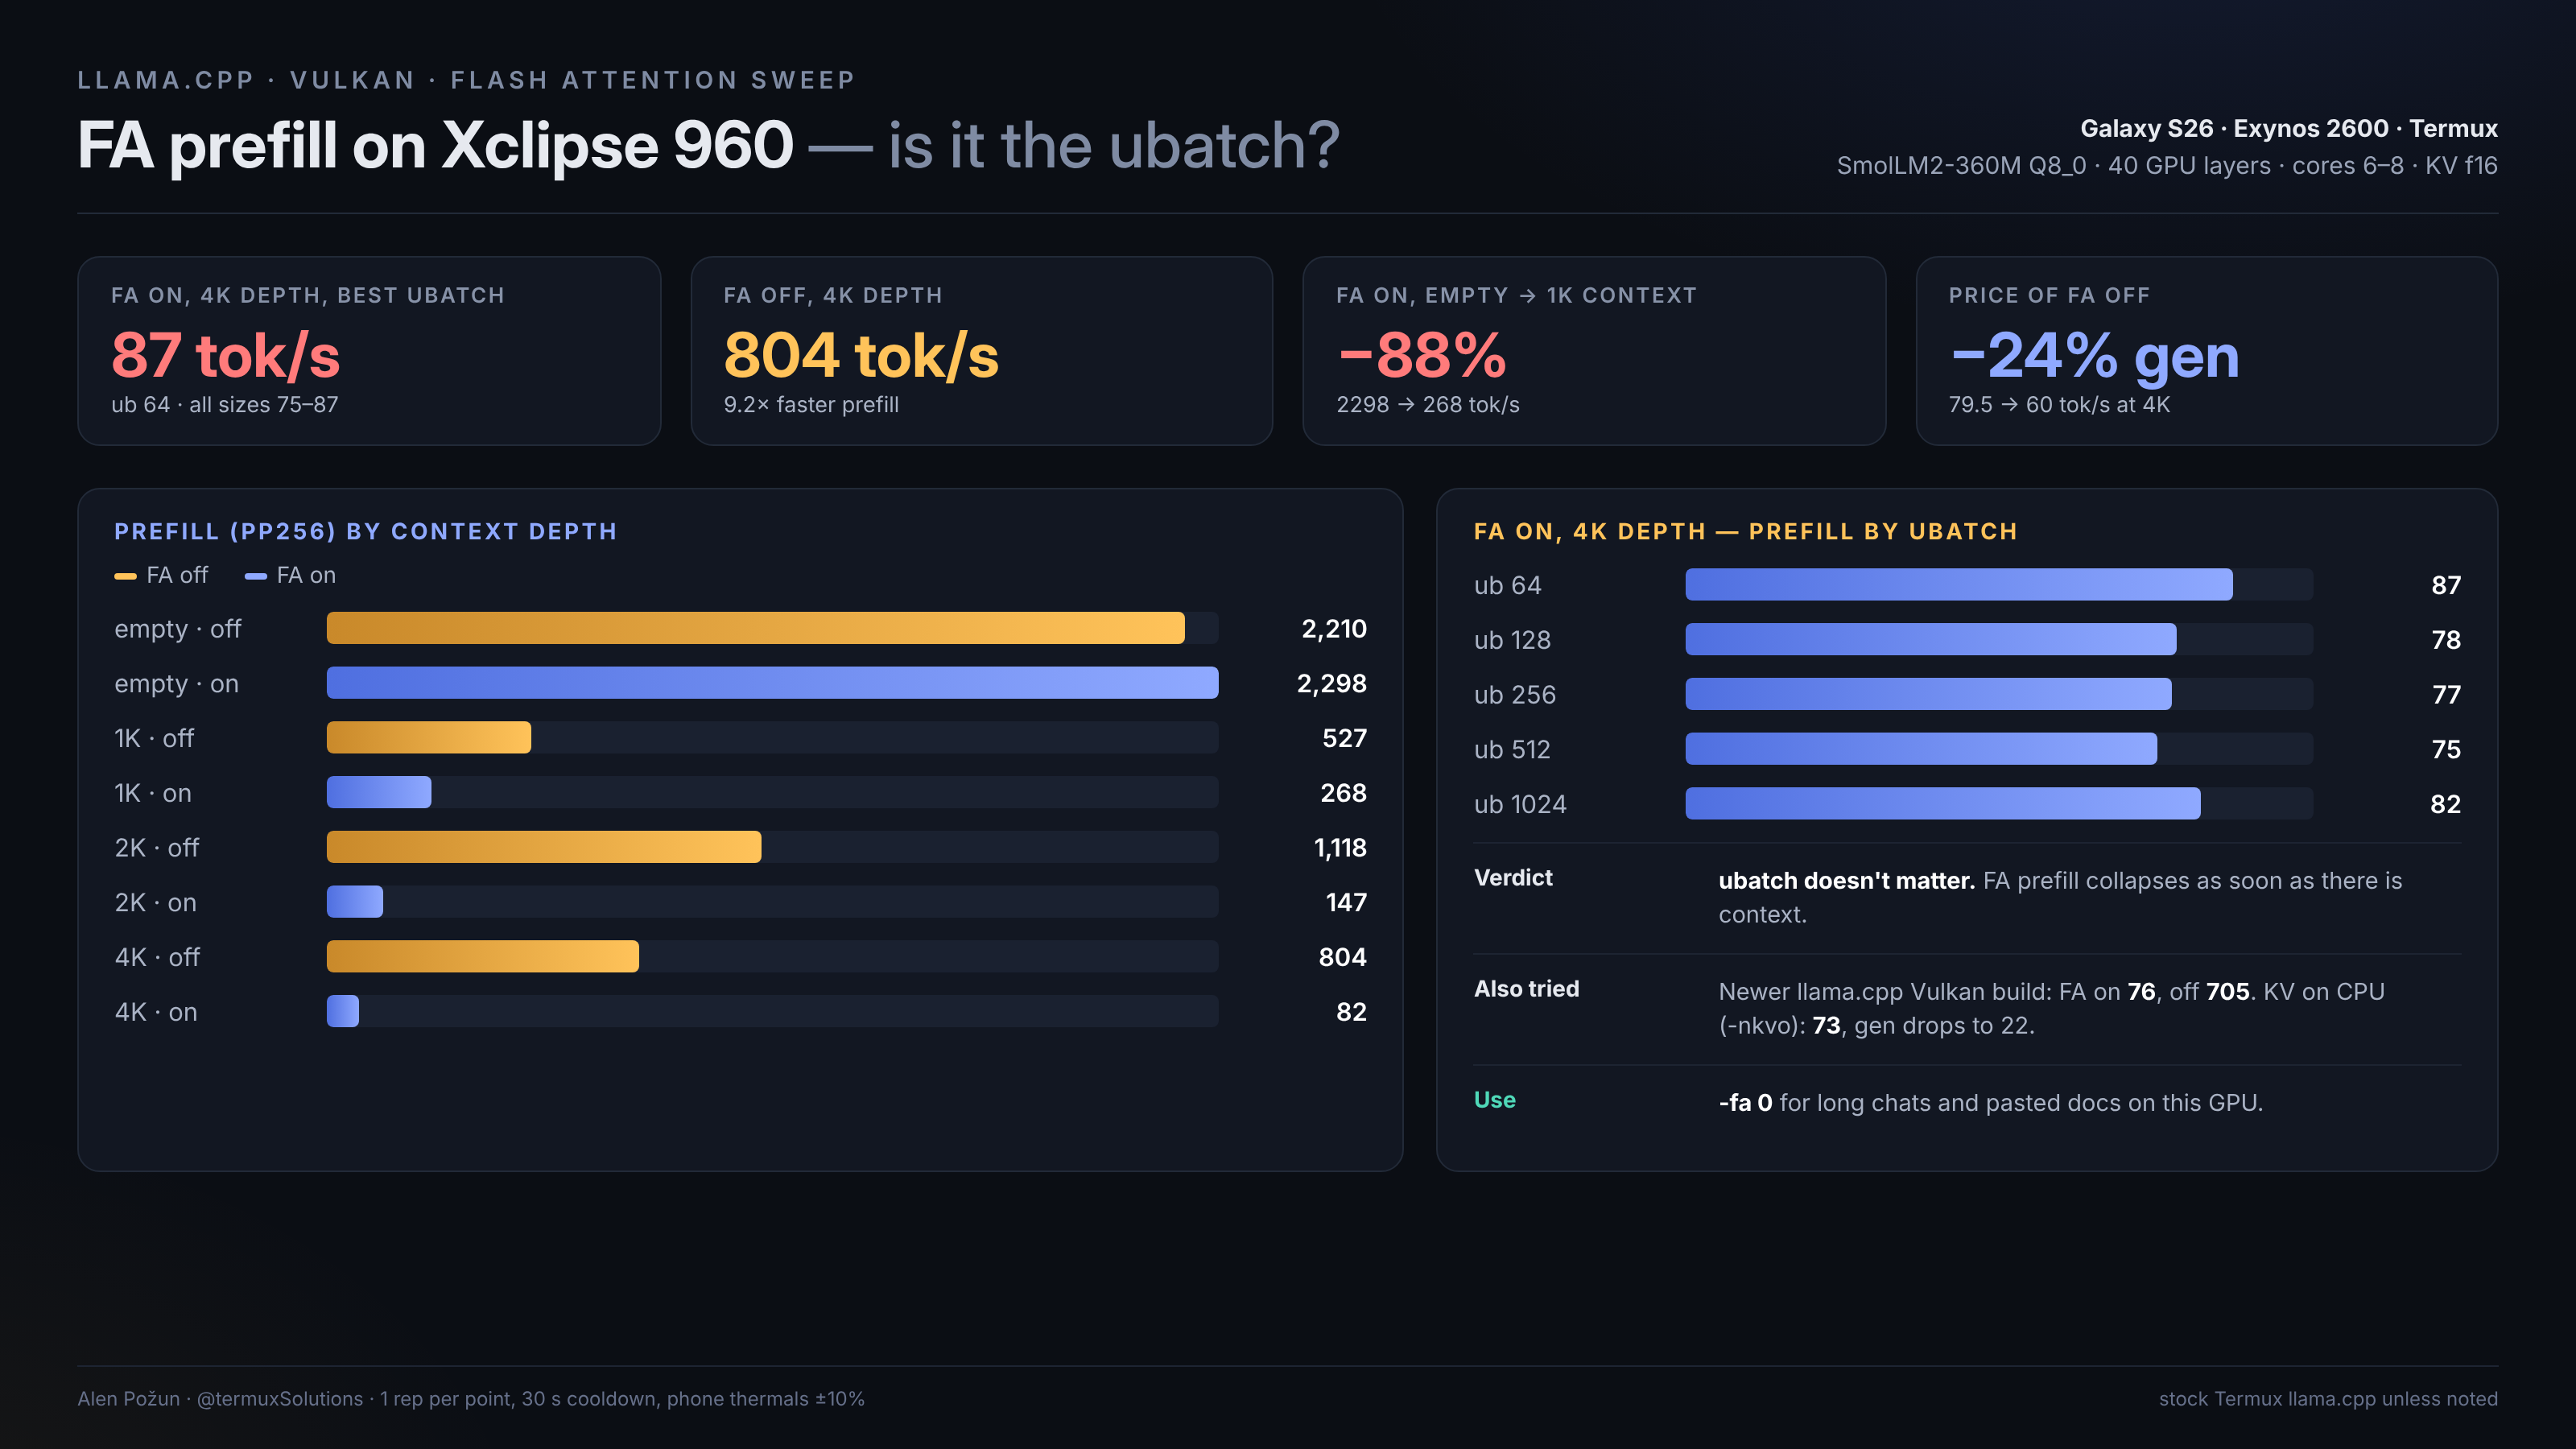 LLAMA.CPP · VULKAN · FLASH ATTENTION SWEEP
FA prefill on Xclipse 960 — is it the ubatch?
Galaxy S26 · Exynos 2600 · Termux
SmolLM2-360M Q8_0 · 40 GPU layers · cores 6–8 · KV f16
FA ON, 4K DEPTH, BEST UBATCH
87 tok/s
ub 64 · all sizes 75–87
FA OFF, 4K DEPTH
804 tok/s
9.2× faster prefill
FA ON, EMPTY → 1K CONTEXT
−88%
2298 → 268 tok/s
PRICE OF FA OFF
−24% gen
79.5 → 60 tok/s at 4K
PREFILL (PP256) BY CONTEXT DEPTH
FA off FA on
empty · off 2,210
empty · on 2,298
1K · off 527
1K · on 268
2K · off 1,118
2K · on 147
4K · off 804
4K · on 82
FA ON, 4K DEPTH — PREFILL BY UBATCH
ub 64 87
ub 128 78
ub 256 77
ub 512 75
ub 1024 82
Verdict ubatch doesn't matter. FA prefill collapses as soon as there is
context.
Also tried Newer llama.cpp Vulkan build: FA on 76, off 705. KV on CPU
(-nkvo): 73, gen drops to 22.
Use -fa 0 for long chats and pasted docs on this GPU.
Alen Požun · @termuxSolutions · 1 rep per point, 30 s cooldown, phone thermals ±10%
stock Termux llama.cpp unless noted